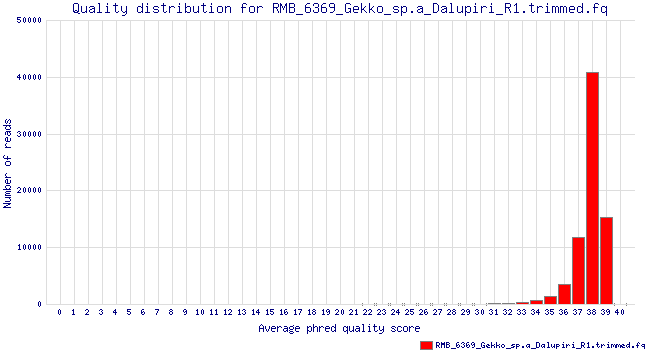 Quality distribution for RMB_6369_Gekko_sp.a_Dalupiri_R1.trimmed.fq
50000
40000
30000
20000
10000
0
Number of reads
0 1 2 3 4 5 6 7 8 9 10 11 12 13 14 15 16 17 18 19 20 21 22 23 24 25 26 27 28 29 30 31 32 33 34 35 36 37 38 39 40
Average phred quality score
RMB_6369_Gekko_sp.a_Dalupiri_R1.trimmed.fq